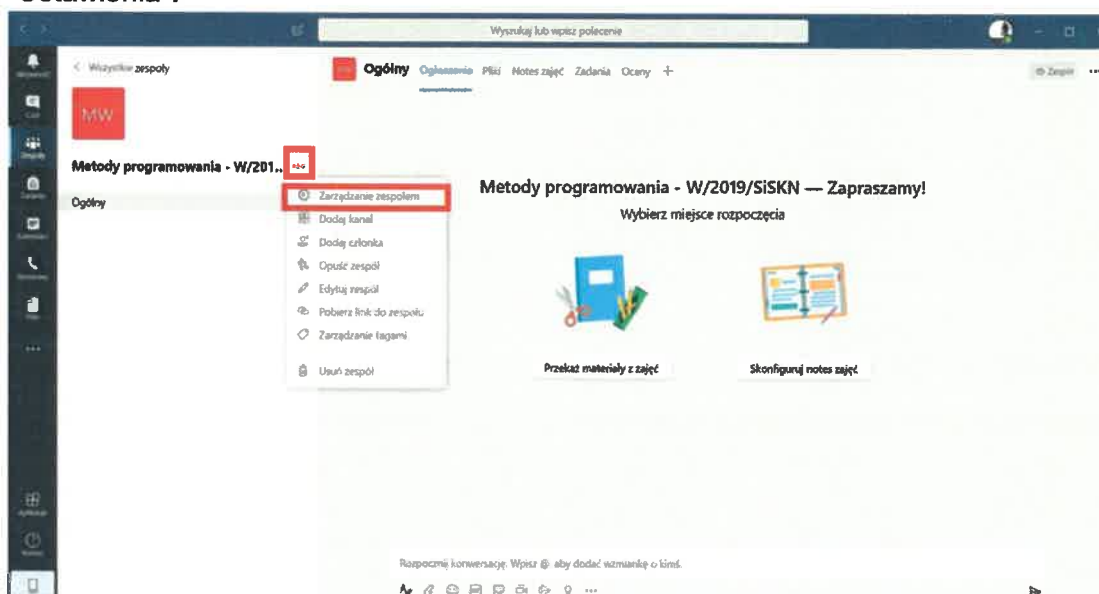 Wyszukaj lub wpisz polecenie
Wszystkie zespoły
MW
Metody programowania - W/201...
Ogólny
Zarządzanie zespołem
Dodaj kanał
Dodaj członka
Opuść zespół
Edytuj zespół
Pobierz link do zespołu
Zarządzanie tagami
Usuń zespół
Ogólny Ogłoszenia Pliki Notes zajęć Zadania Oceny +
Zespół
Metody programowania - W/2019/SiSKN — Zapraszamy!
Wybierz miejsce rozpoczęcia
Przekaż materiały z zajęć
Skonfiguruj notes zajęć
Rozpocznij konwersację. Wpisz @ aby dodać wzmiankę o kimś.